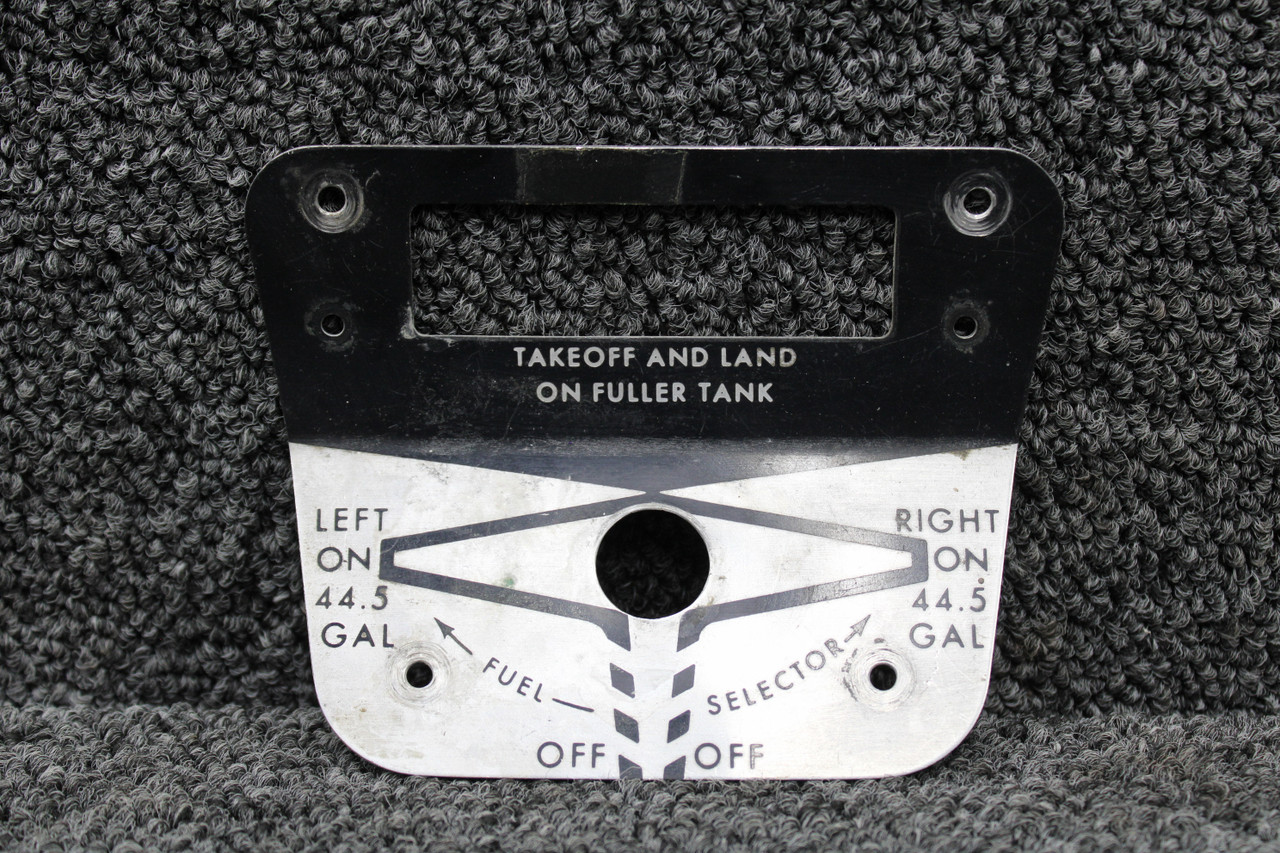 TAKEOFF AND LAND
ON FULLER TANK
LEFT
ON
44.5
GAL
RIGHT
ON
44.5
GAL
FUEL
SELECTOR
OFF
OFF